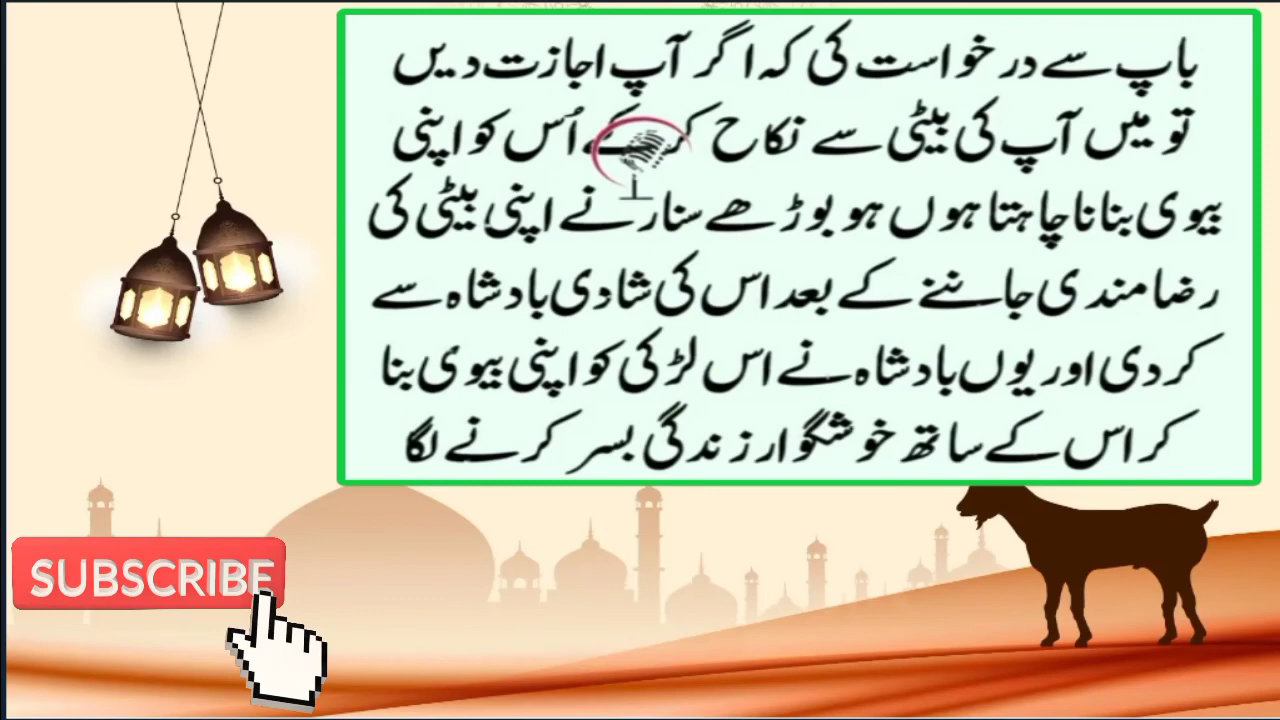 باپ سے درخواست کی کہ اگر آپ اجازت دیں
تو میں آپ کی بیٹی سے نکاح کر کے اُس کو اپنی
بیوی بنانا چاہتا ہوں ہو بوڑھے سنار نے اپنی بیٹی کی
رضا مندی جاننے کے بعد اس کی شادی بادشاہ سے
کر دی اور یوں بادشاہ نے اس لڑکی کو اپنی بیوی بنا
کر اس کے ساتھ خوشگوار زندگی بسر کرنے لگا
SUBSCRIBE